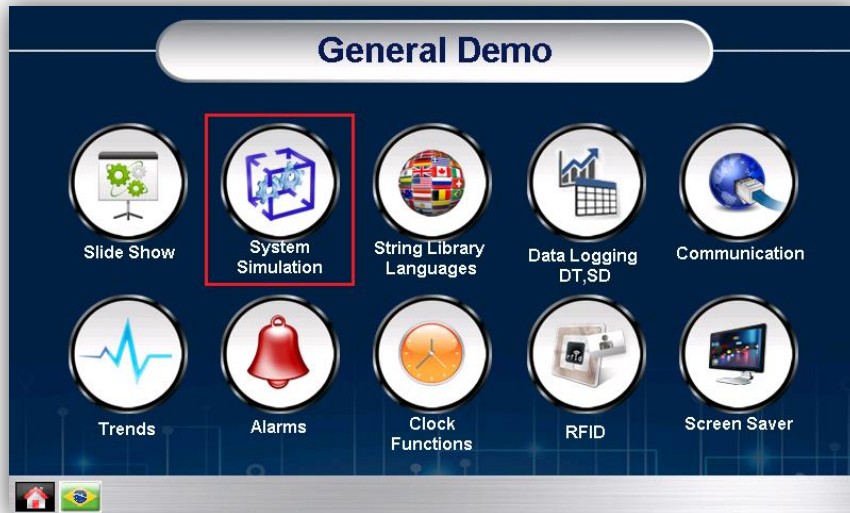 General Demo
Slide Show
System
Simulation
String Library
Languages
Data Logging
DT,SD
Communication
Trends
Alarms
Clock
Functions
RFID
Screen Saver